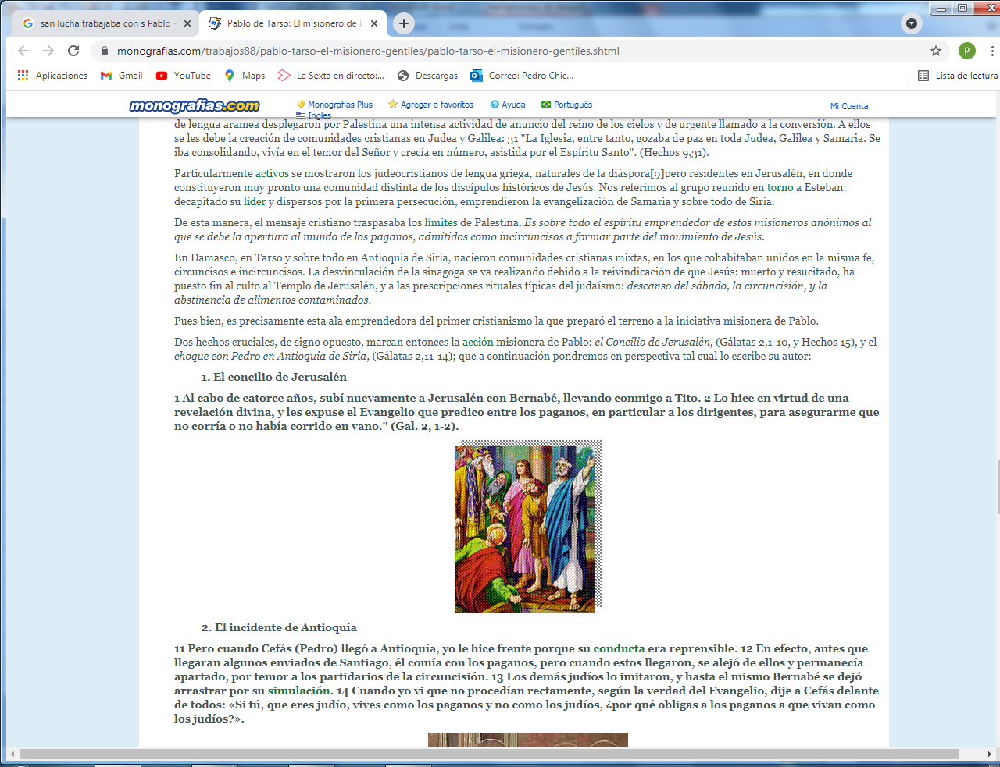 san lucha trabajaba con s Pablo -
Pablo de Tarso: El misionero de l
monografias.com/trabajos88/pablo-tarso-el-misionero-gentiles/pablo-tarso-el-misionero-gentiles.shtml
p
Aplicaciones
Gmail
YouTube
Maps
La Sexta en directo:...
Descargas
Correo: Pedro Chic...
Lista de lectura
monografias.com
Monografías Plus
Agregar a favoritos
Ayuda
Português
Ingles
Mi Cuenta
de lengua aramea desplegaron por Palestina una intensa actividad de anuncio del reino de los cielos y de urgente llamado a la conversión. A ellos
se les debe la creación de comunidades cristianas en Judea y Galilea: 31 "La Iglesia, entre tanto, gozaba de paz en toda Judea, Galilea y Samaria. Se
iba consolidando, vivía en el temor del Señor y crecía en número, asistida por el Espíritu Santo". (Hechos 9,31).
Particularmente activos se mostraron los judeocristianos de lengua griega, naturales de la diáspora[9]pero residentes en Jerusalén, en donde
constituyeron muy pronto una comunidad distinta de los discípulos históricos de Jesús. Nos referimos al grupo reunido en torno a Esteban:
decapitado su líder y dispersos por la primera persecución, emprendieron la evangelización de Samaria y sobre todo de Siria.
De esta manera, el mensaje cristiano traspasaba los límites de Palestina. Es sobre todo el espíritu emprendedor de estos misioneros anónimos al
que se debe la apertura al mundo de los paganos, admitidos como incircuncisos a formar parte del movimiento de Jesús.
En Damasco, en Tarso y sobre todo en Antioquia de Siria, nacieron comunidades cristianas mixtas, en los que cohabitaban unidos en la misma fe,
circuncisos e incircuncisos. La desvinculación de la sinagoga se va realizando debido a la reivindicación de que Jesús: muerto y resucitado, ha
puesto fin al culto al Templo de Jerusalén, y a las prescripciones rituales típicas del judaísmo: descanso del sábado, la circuncisión, y la
abstinencia de alimentos contaminados.
Pues bien, es precisamente esta ala emprendedora del primer cristianismo la que preparó el terreno a la iniciativa misionera de Pablo.
Dos hechos cruciales, de signo opuesto, marcan entonces la acción misionera de Pablo: el Concilio de Jerusalén, (Gálatas 2,1-10, y Hechos 15), y el
choque con Pedro en Antioquia de Siria, (Gálatas 2,11-14); que a continuación pondremos en perspectiva tal cual lo escribe su autor:
1. El concilio de Jerusalén
1 Al cabo de catorce años, subí nuevamente a Jerusalén con Bernabé, llevando conmigo a Tito. 2 Lo hice en virtud de una
revelación divina, y les expuse el Evangelio que predico entre los paganos, en particular a los dirigentes, para asegurarme que
no corría o no había corrido en vano." (Gal. 2, 1-2).
2. El incidente de Antioquía
11 Pero cuando Cefás (Pedro) llegó a Antioquía, yo le hice frente porque su conducta era reprensible. 12 En efecto, antes que
llegaran algunos enviados de Santiago, él comía con los paganos, pero cuando estos llegaron, se alejó de ellos y permanecía
apartado, por temor a los partidarios de la circuncisión. 13 Los demás judíos lo imitaron, y hasta el mismo Bernabé se dejó
arrastrar por su simulación. 14 Cuando yo vi que no procedían rectamente, según la verdad del Evangelio, dije a Cefás delante
de todos: «Si tú, que eres judío, vives como los paganos y no como los judíos, ¿por qué obligas a los paganos a que vivan como
los judíos?».